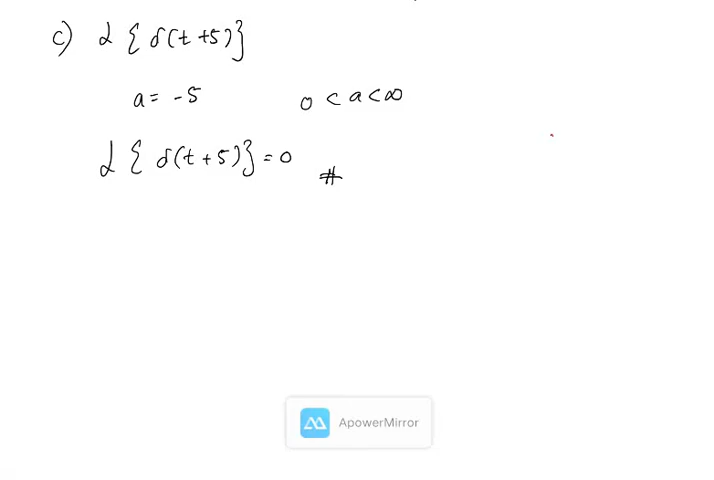 c) ℒ { δ(t +5)}
a = -5 0 < a < ∞
ℒ { δ(t + 5)} = 0 #
ApowerMirror